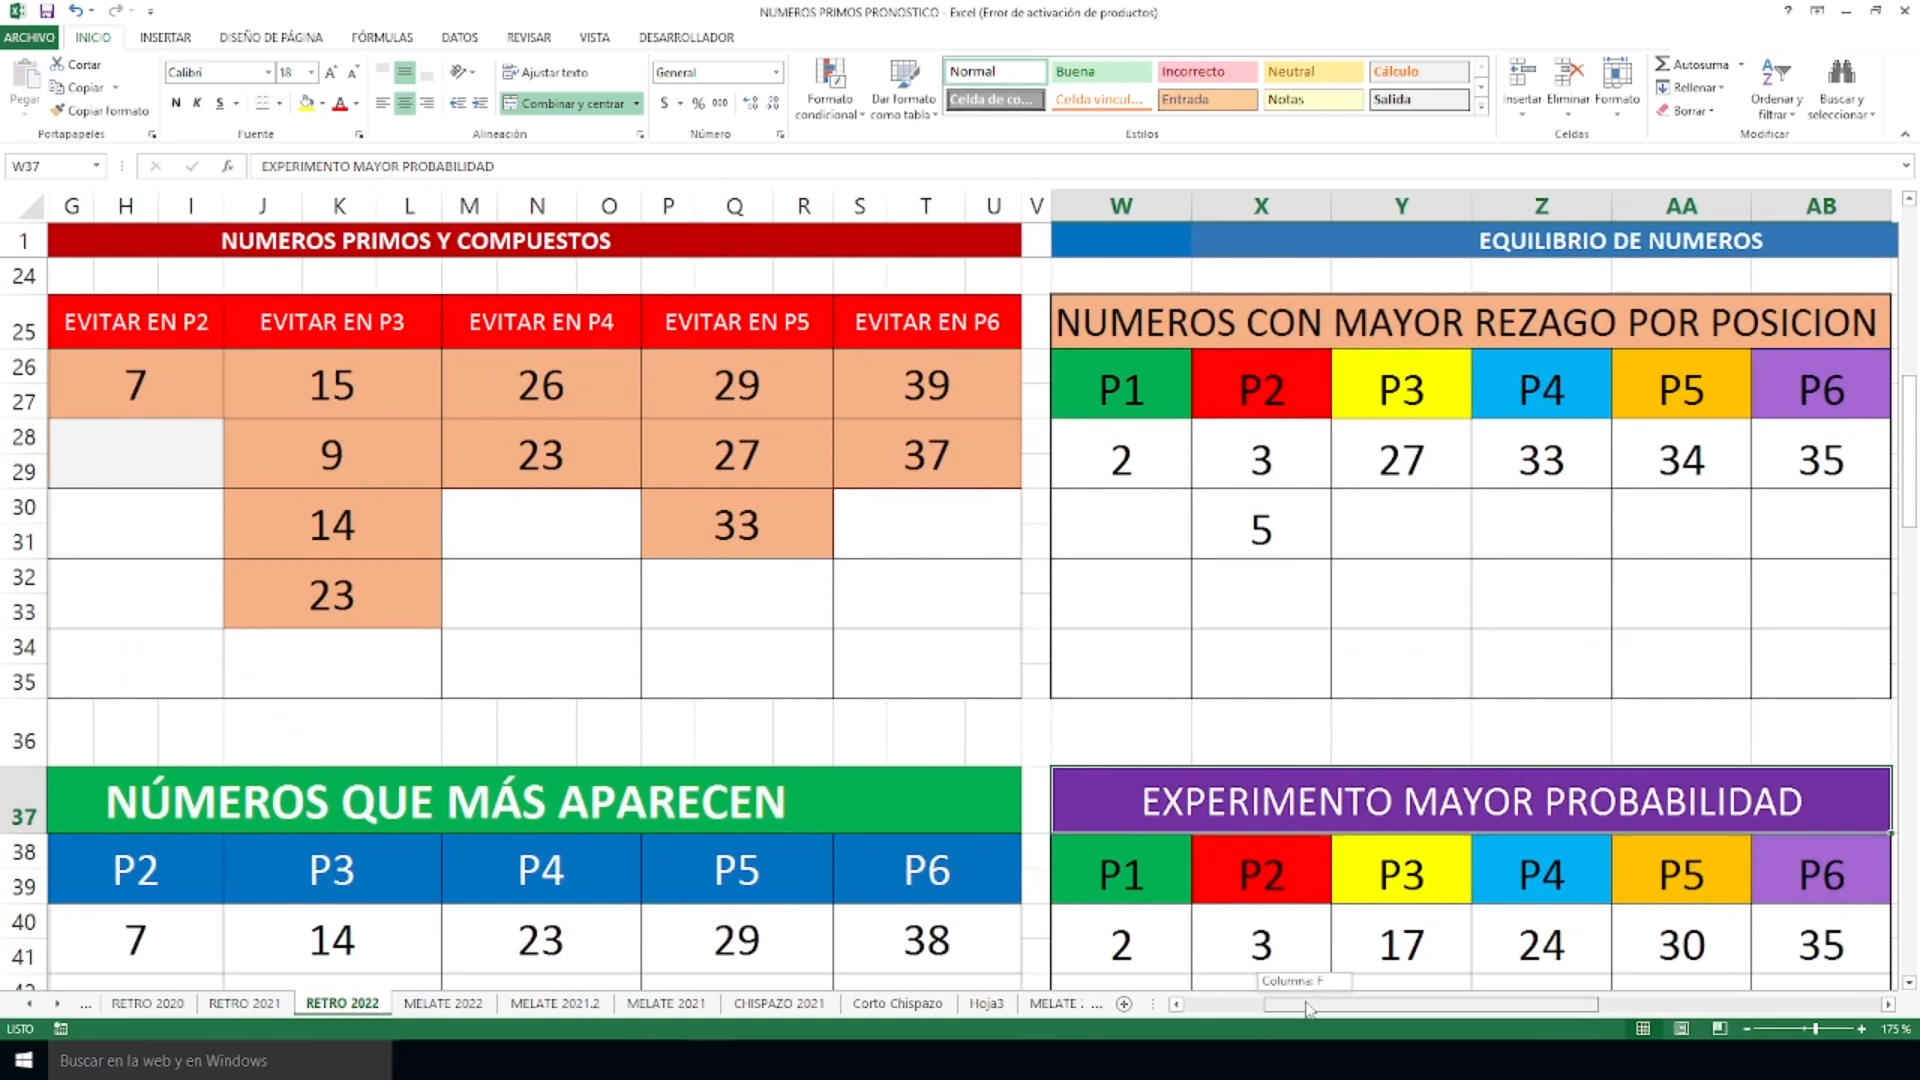 NUMEROS PRIMOS PRONOSTICO - Excel (Error de activación de productos)
ARCHIVO INICIO INSERTAR DISEÑO DE PÁGINA FÓRMULAS DATOS REVISAR VISTA DESARROLLADOR
Pegar
Cortar
Copiar
Copiar formato
Portapapeles
Calibri 18
N K S
Fuente
Ajustar texto
Combinar y centrar
Alineación
General
$ % 000
Número
Formato condicional
Dar formato como tabla
Normal Buena Incorrecto Neutral Cálculo
Celda de co... Celda vincul... Entrada Notas Salida
Estilos
Insertar Eliminar Formato
Celdas
Autosuma
Rellenar
Borrar
Ordenar y filtrar
Buscar y seleccionar
Modificar
W37 fx EXPERIMENTO MAYOR PROBABILIDAD
G H I J K L M N O P Q R S T U V W X Y Z AA AB
1 NUMEROS PRIMOS Y COMPUESTOS EQUILIBRIO DE NUMEROS
24
25 EVITAR EN P2 EVITAR EN P3 EVITAR EN P4 EVITAR EN P5 EVITAR EN P6 NUMEROS CON MAYOR REZAGO POR POSICION
26
27
7 15 26 29 39 P1 P2 P3 P4 P5 P6
28
29
9 23 27 37 2 3 27 33 34 35
30
31
14 33 5
32
33
23
34
35
36
37 NÚMEROS QUE MÁS APARECEN EXPERIMENTO MAYOR PROBABILIDAD
38
39
P2 P3 P4 P5 P6 P1 P2 P3 P4 P5 P6
40
41
7 14 23 29 38 2 3 17 24 30 35
Columna: F
... RETRO 2020 RETRO 2021 RETRO 2022 MELATE 2022 MELATE 2021.2 MELATE 2021 CHISPAZO 2021 Corto Chispazo Hoja3 MELATE ...
LISTO 175 %
Buscar en la web y en Windows